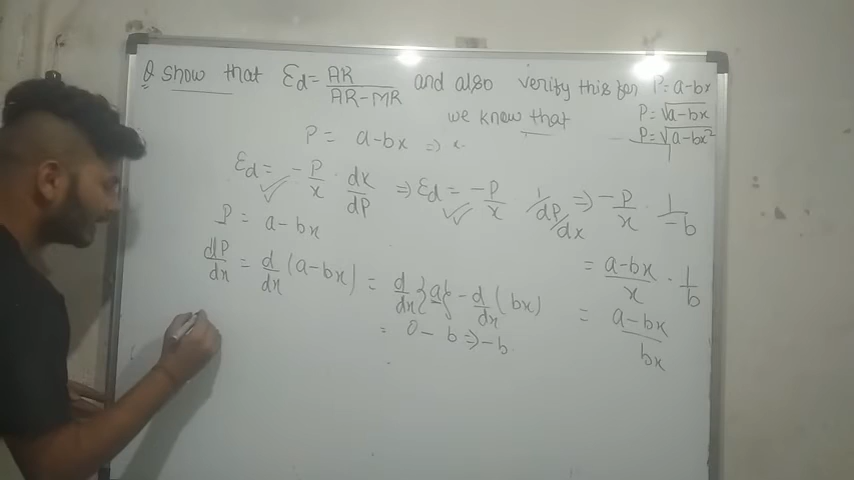 Q Show that Ed = AR / AR-MR and also verify this for P = a-bx
we know that P = √a-bx
P = √a-bx²
P = a-bx ⇒ x
Ed = -P/x · dx/dP ⇒ Ed = -P/x 1/dP/dx ⇒ -P/x · 1/-b
P = a-bx
= a-bx/x · 1/b
dP/dx = d/dx (a-bx) = d/dx {a} - d/dx (bx)
= a-bx/bx
= 0 - b ⇒ -b